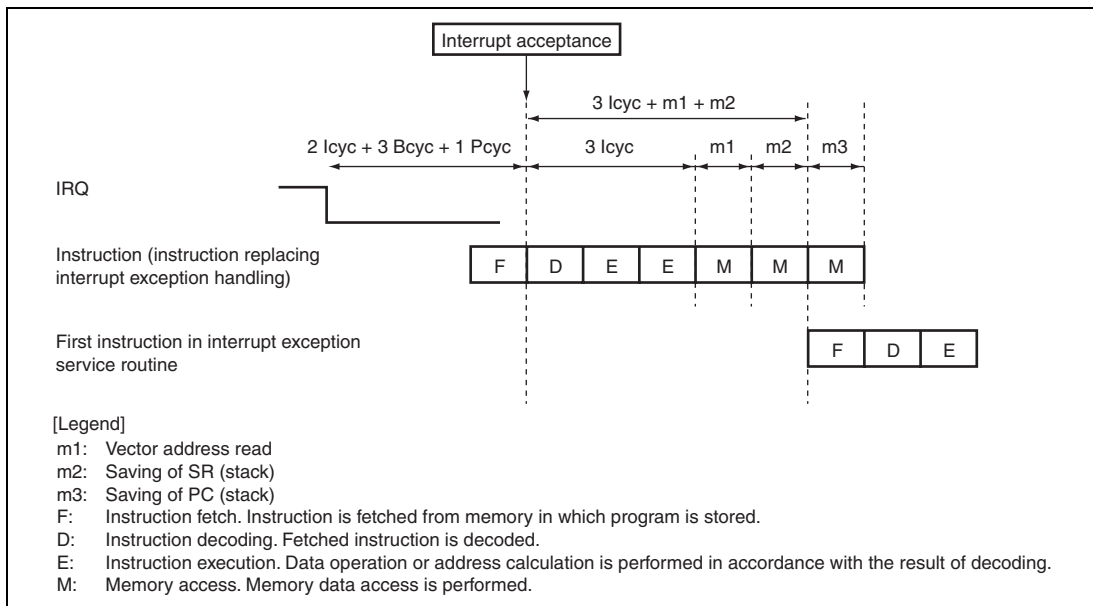 Interrupt acceptance
3 Icyc + m1 + m2
2 Icyc + 3 Bcyc + 1 Pcyc
3 Icyc
m1
m2
m3
IRQ
Instruction (instruction replacing
interrupt exception handling)
F D E E M M M
First instruction in interrupt exception
service routine
F D E
[Legend]
m1: Vector address read
m2: Saving of SR (stack)
m3: Saving of PC (stack)
F: Instruction fetch. Instruction is fetched from memory in which program is stored.
D: Instruction decoding. Fetched instruction is decoded.
E: Instruction execution. Data operation or address calculation is performed in accordance with the result of decoding.
M: Memory access. Memory data access is performed.